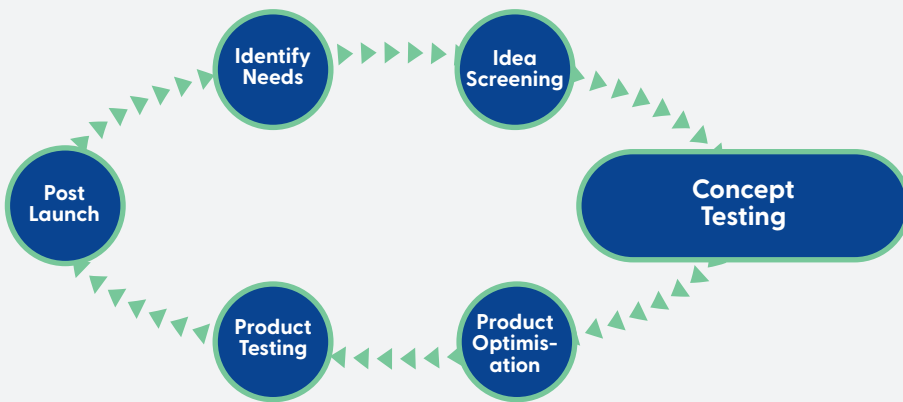 Identify
Needs
Idea
Screening
Concept
Testing
Product
Optimis-
ation
Product
Testing
Post
Launch